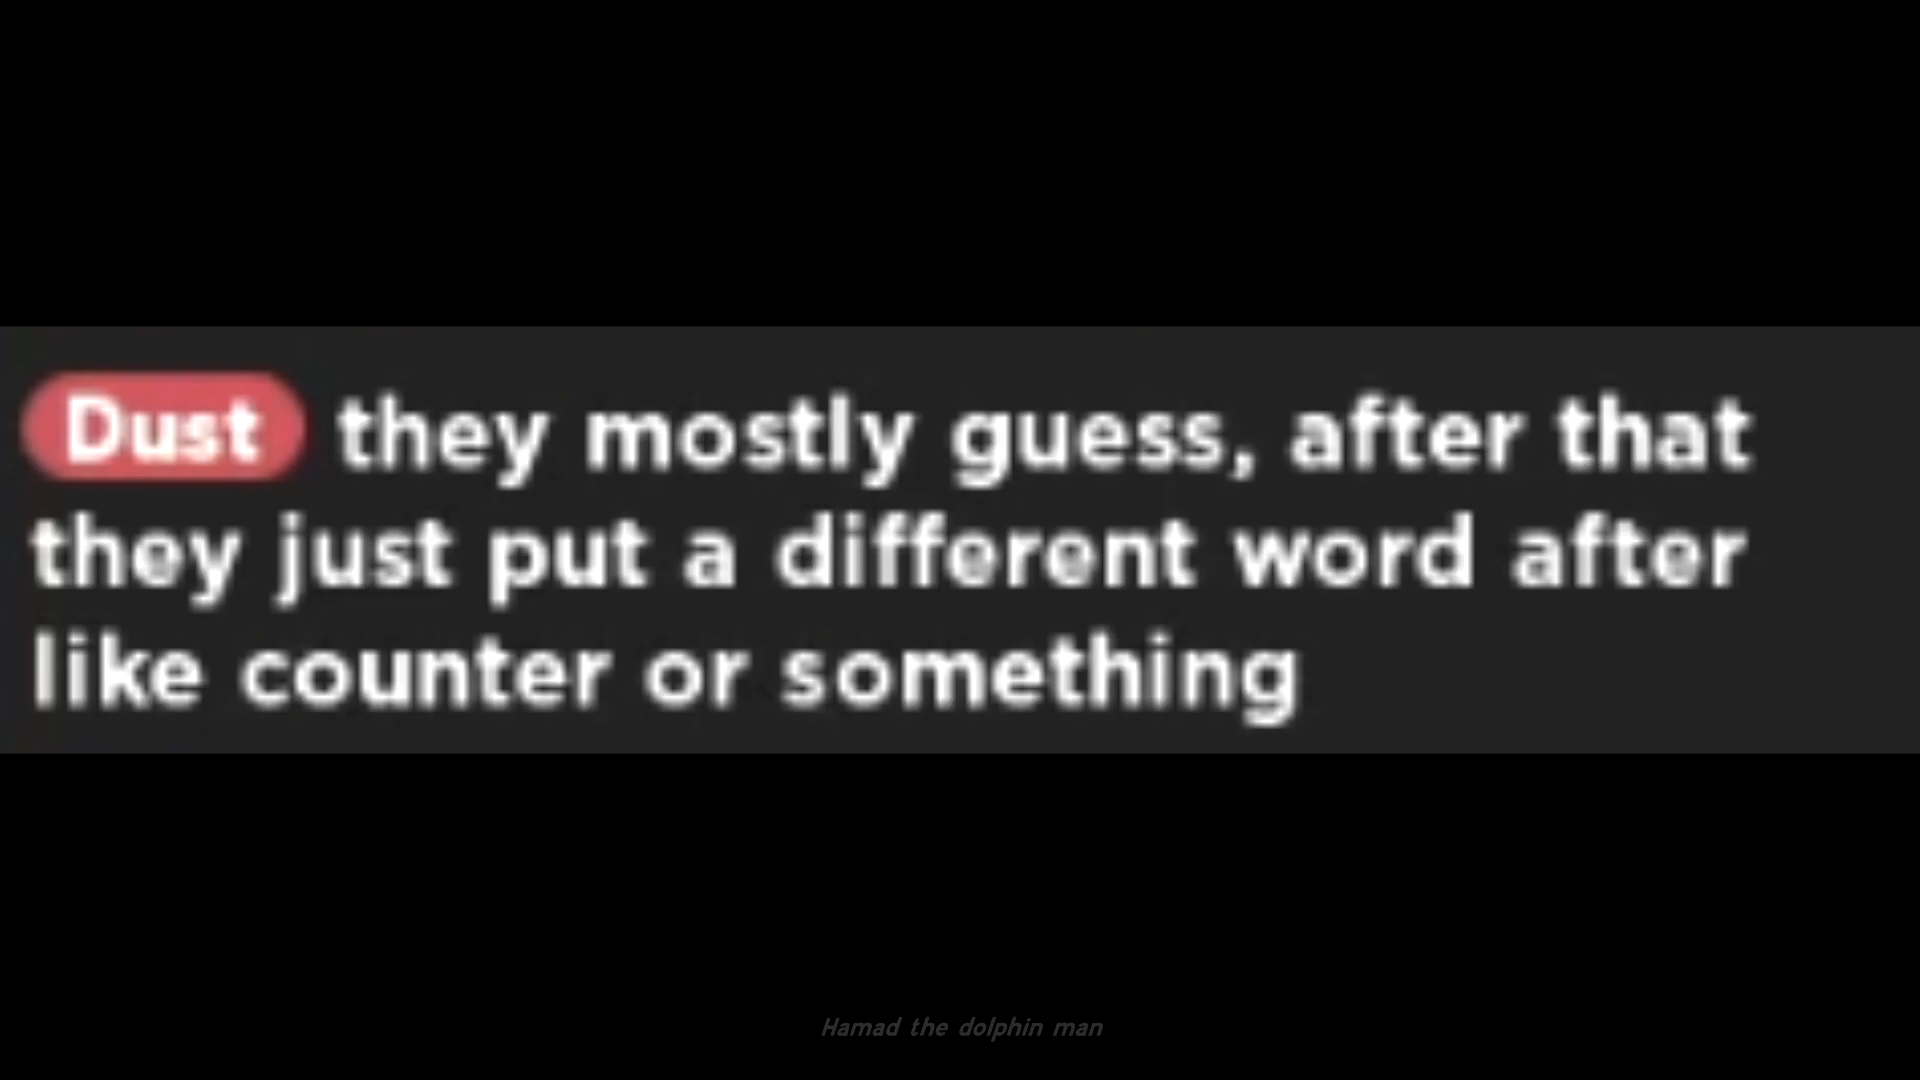 Dust they mostly guess, after that
they just put a different word after
like counter or something
Hamad the dolphin man